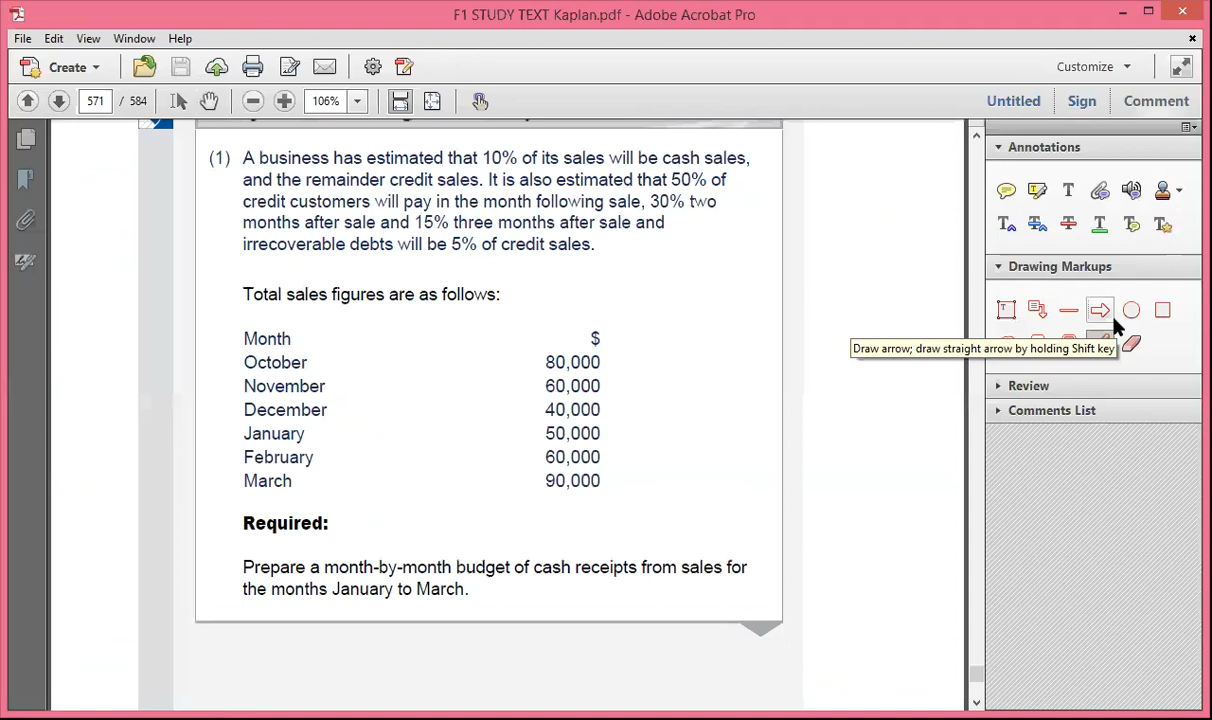 F1 STUDY TEXT Kaplan.pdf - Adobe Acrobat Pro
File Edit View Window Help
Create
Customize
571 / 584
106%
Untitled Sign Comment
Annotations
(1) A business has estimated that 10% of its sales will be cash sales,
and the remainder credit sales. It is also estimated that 50% of
credit customers will pay in the month following sale, 30% two
months after sale and 15% three months after sale and
irrecoverable debts will be 5% of credit sales.
Total sales figures are as follows:
Month $
October 80,000
November 60,000
December 40,000
January 50,000
February 60,000
March 90,000
Required:
Prepare a month-by-month budget of cash receipts from sales for
the months January to March.
Drawing Markups
Draw arrow; draw straight arrow by holding Shift key
Review
Comments List